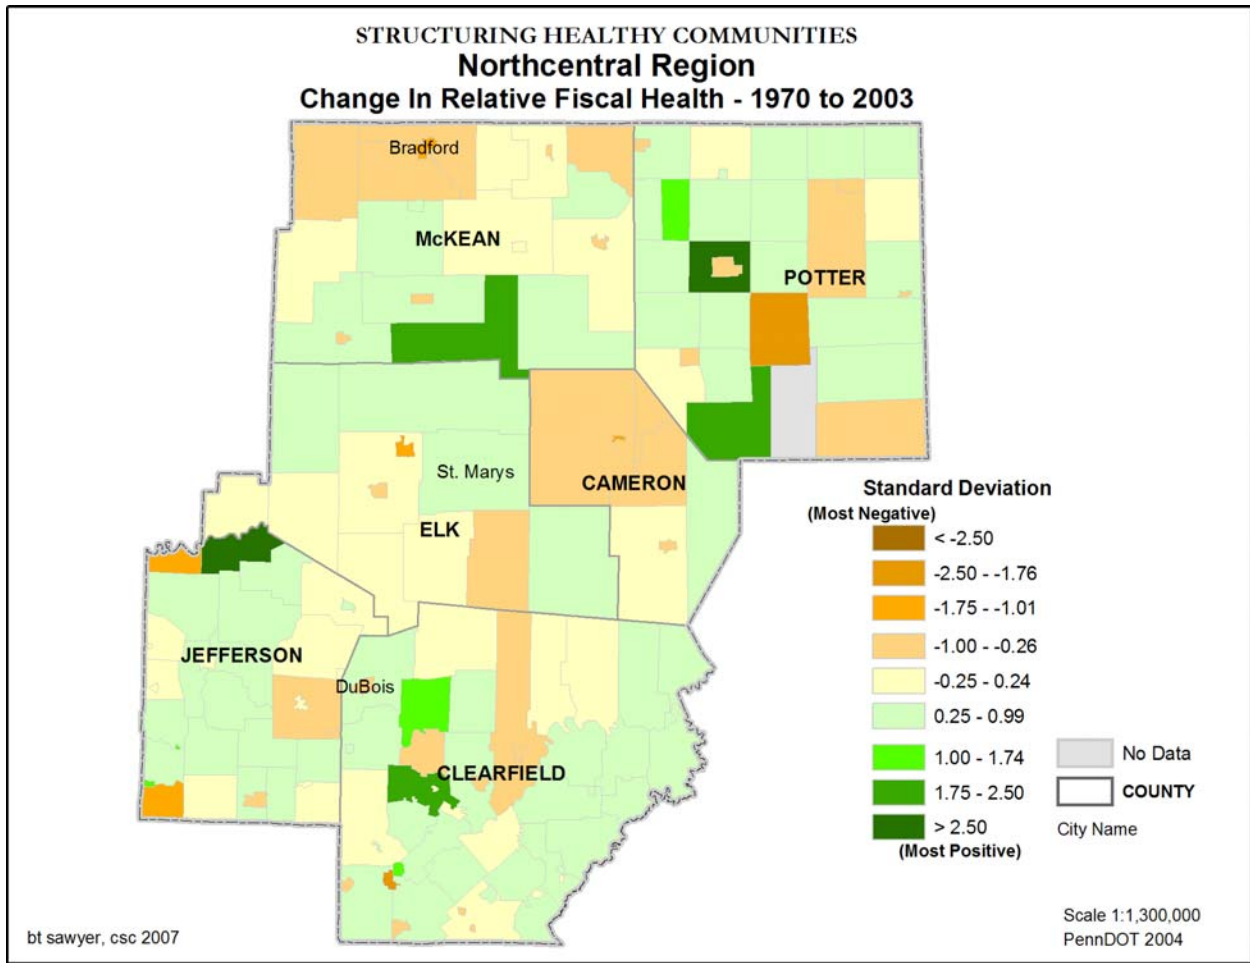 STRUCTURING HEALTHY COMMUNITIES
Northcentral Region
Change In Relative Fiscal Health - 1970 to 2003
Bradford
McKEAN
POTTER
St. Marys
CAMERON
ELK
JEFFERSON
DuBois
CLEARFIELD
Standard Deviation
(Most Negative)
< -2.50
-2.50 - -1.76
-1.75 - -1.01
-1.00 - -0.26
-0.25 - 0.24
0.25 - 0.99
1.00 - 1.74
1.75 - 2.50
> 2.50
(Most Positive)
No Data
COUNTY
City Name
bt sawyer, csc 2007
Scale 1:1,300,000
PennDOT 2004